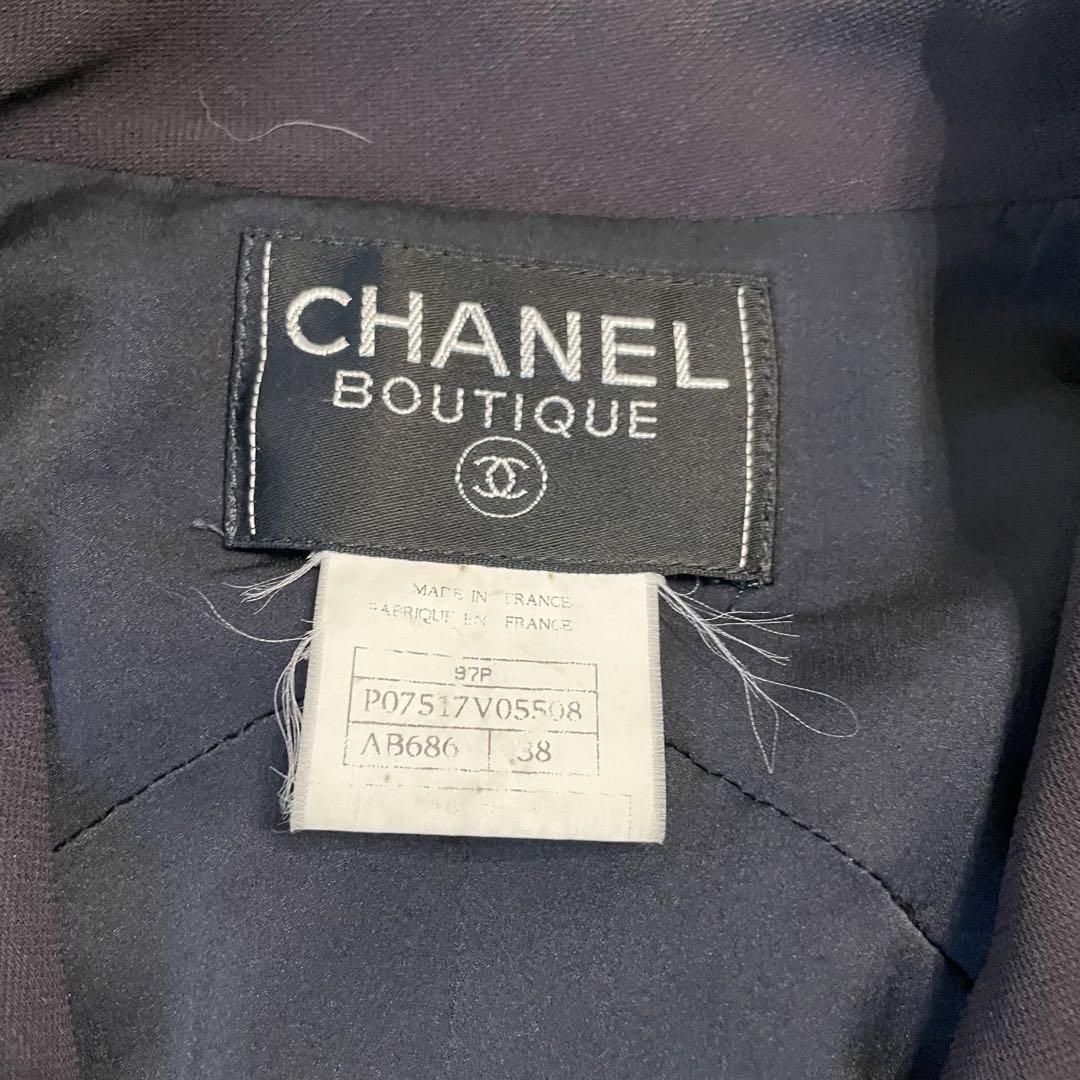 CHANEL
BOUTIQUE
MADE IN FRANCE
FABRIQUE EN FRANCE
97P
P07517V05508
AB686 38